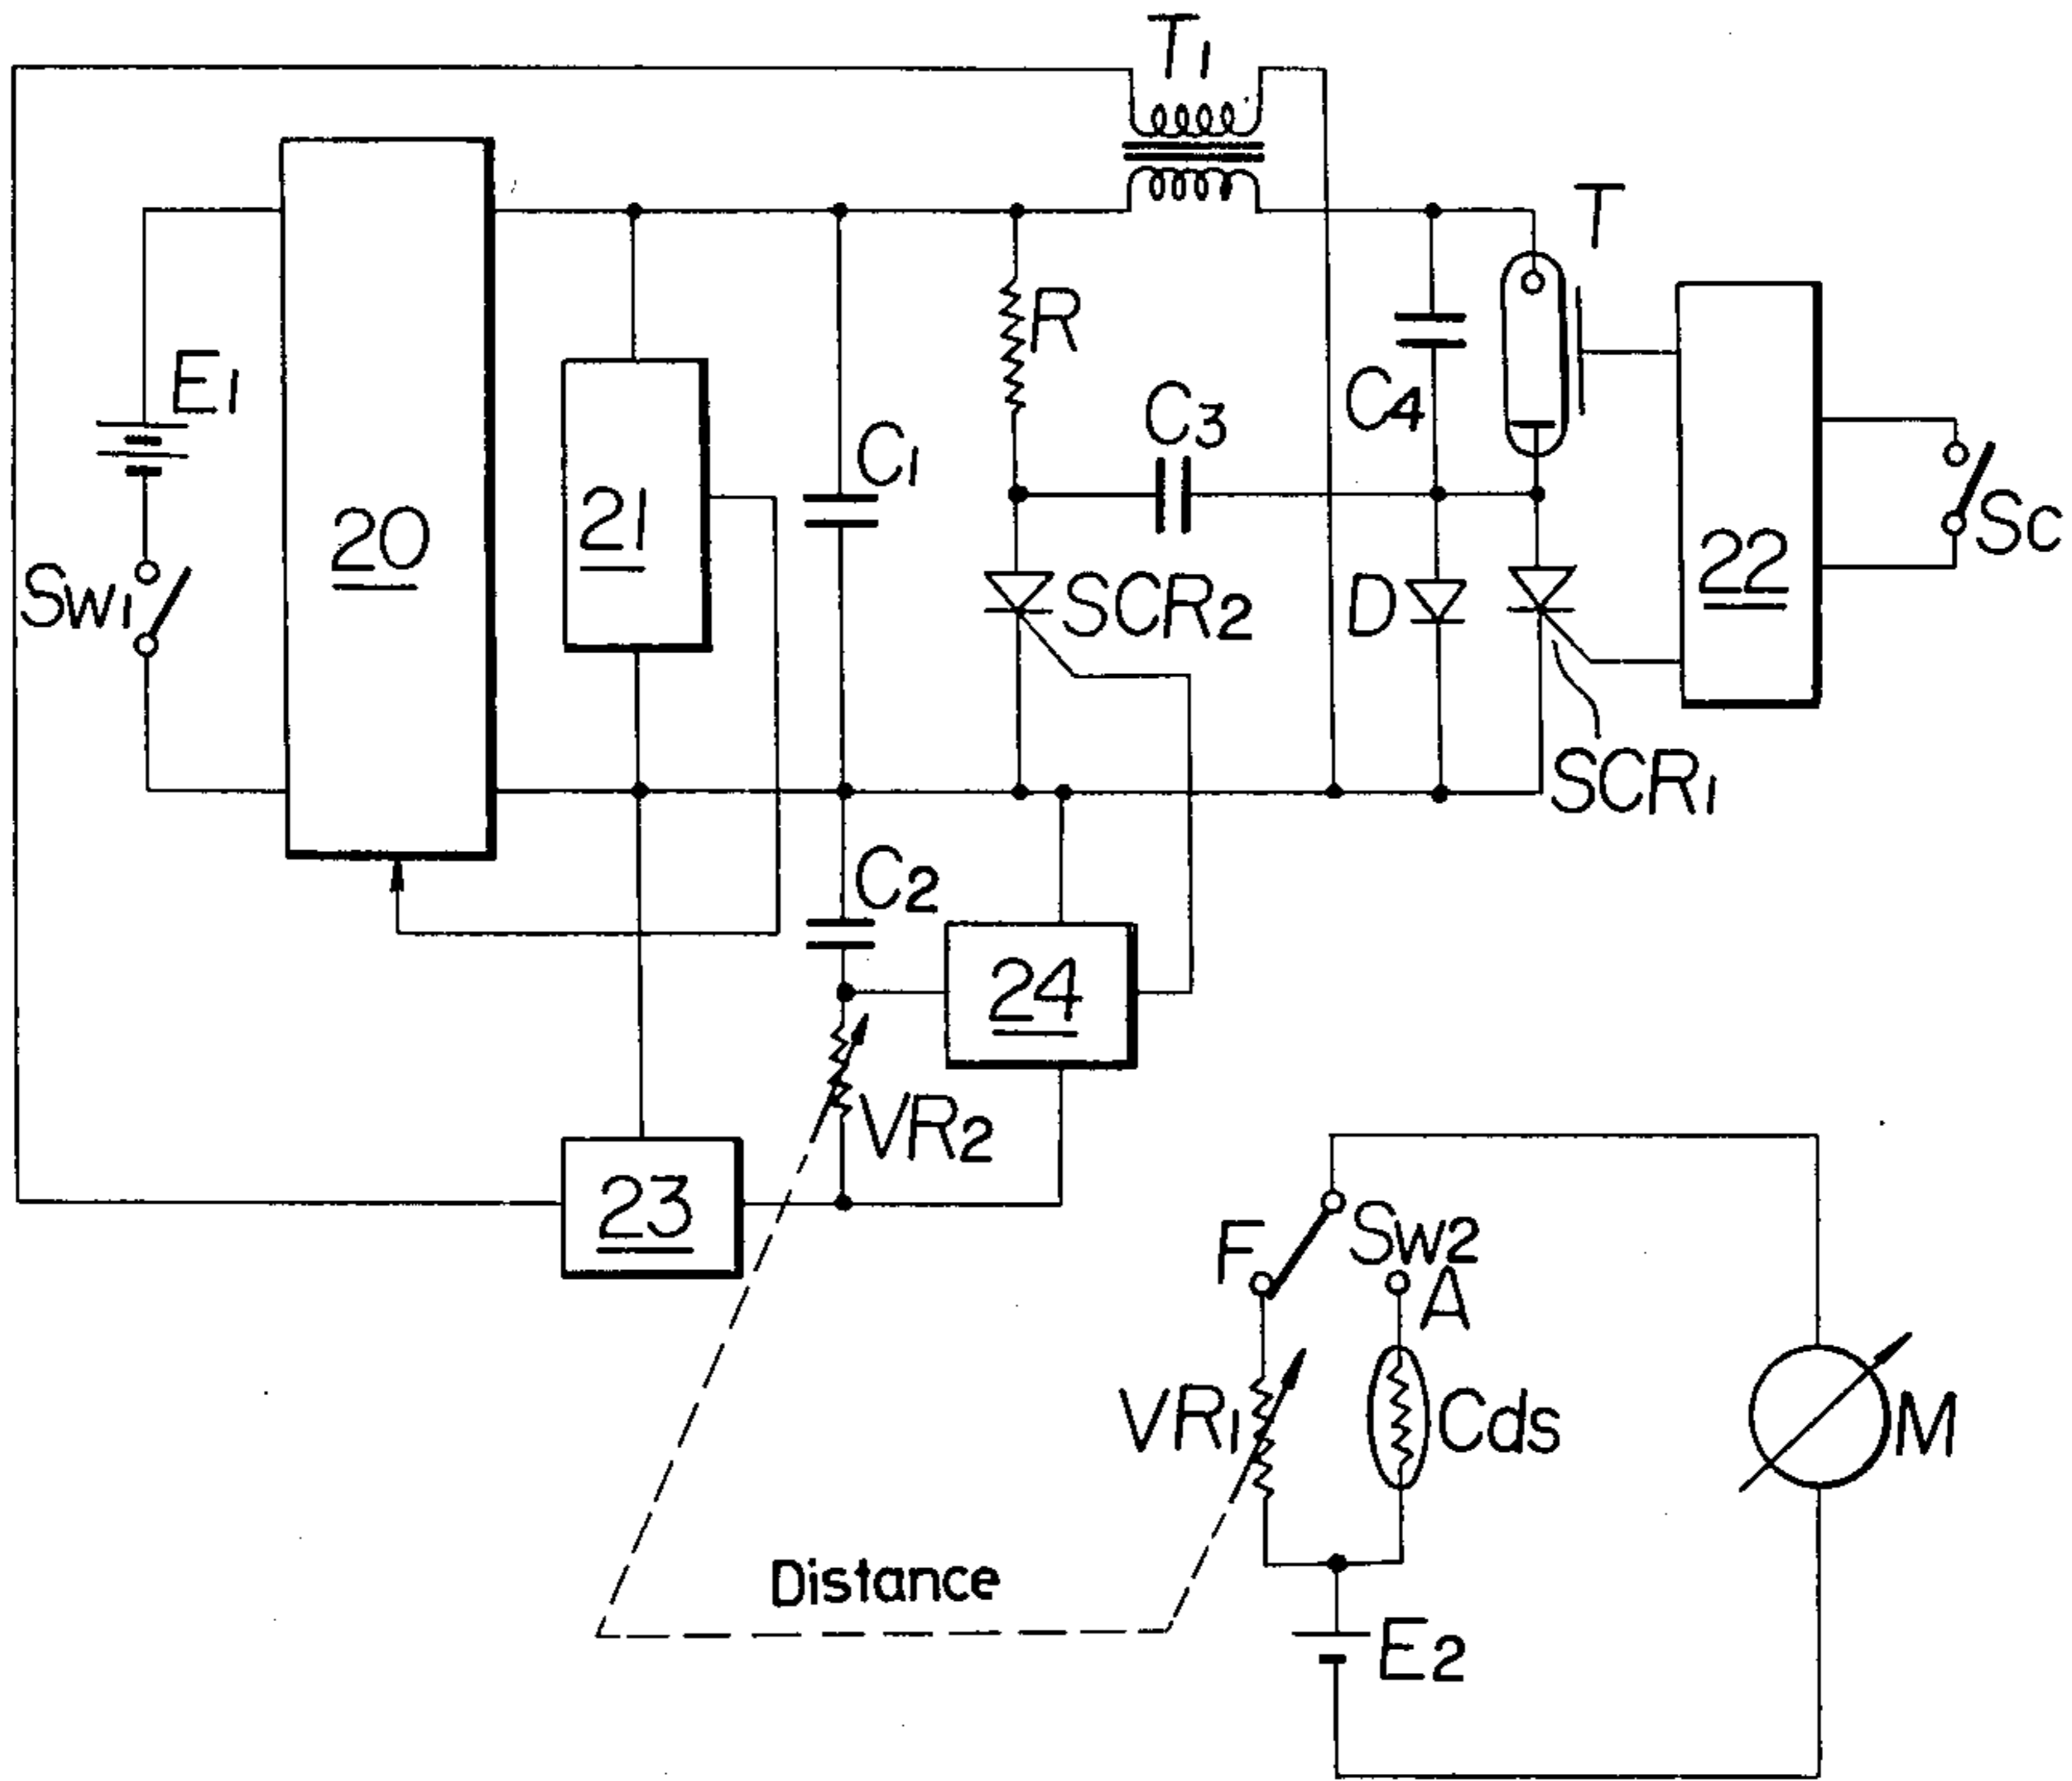 T1
T
E1
R
C4
C3
C1
20
21
Sw1
SCR2
D
22
Sc
SCR1
C2
24
VR2
23
F
Sw2
A
VR1
Cds
M
Distance
E2